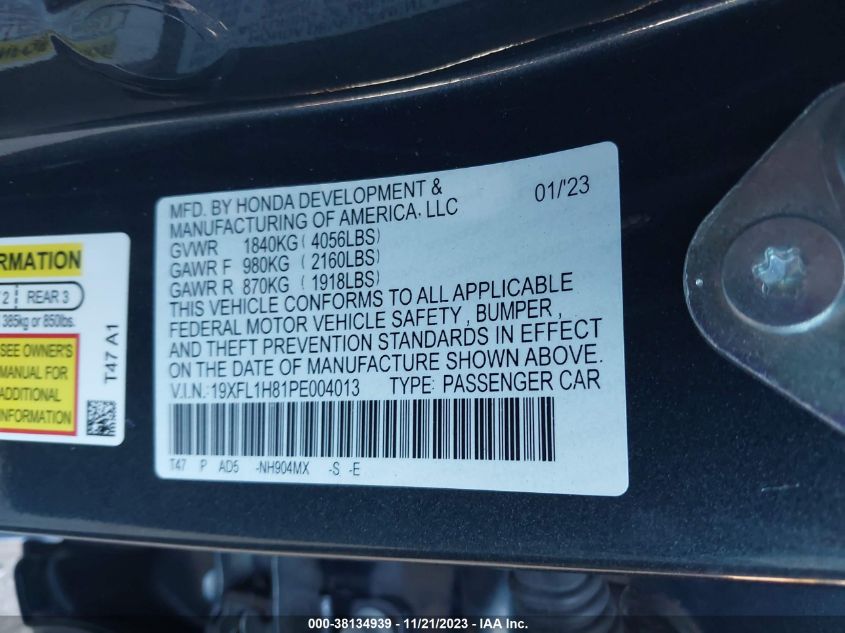 RMATION
2 REAR 3
385kg or 850lbs.
SEE OWNER'S
MANUAL FOR
ADDITIONAL
INFORMATION
T47 A1
MFD. BY HONDA DEVELOPMENT & 01/'23
MANUFACTURING OF AMERICA, LLC
GVWR 1840KG ( 4056LBS)
GAWR F 980KG ( 2160LBS)
GAWR R 870KG ( 1918LBS)
THIS VEHICLE CONFORMS TO ALL APPLICABLE
FEDERAL MOTOR VEHICLE SAFETY, BUMPER,
AND THEFT PREVENTION STANDARDS IN EFFECT
ON THE DATE OF MANUFACTURE SHOWN ABOVE.
V.I.N.:19XFL1H81PE004013 TYPE: PASSENGER CAR
T47 P AD5 -NH904MX -S -E
000-38134939 - 11/21/2023 - IAA Inc.